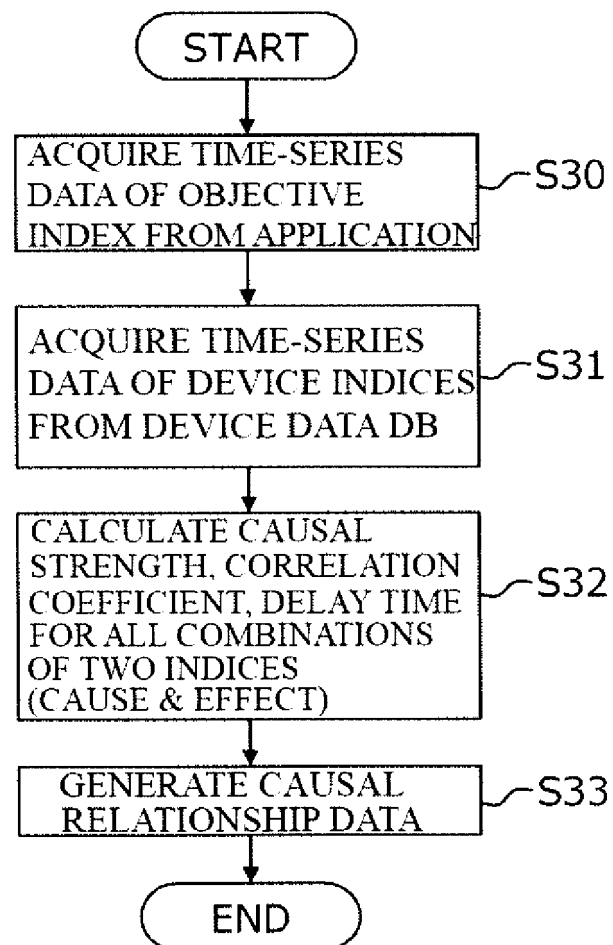 START
ACQUIRE TIME-SERIES
DATA OF OBJECTIVE
INDEX FROM APPLICATION
S30
ACQUIRE TIME-SERIES
DATA OF DEVICE INDICES
FROM DEVICE DATA DB
S31
CALCULATE CAUSAL
STRENGTH, CORRELATION
COEFFICIENT, DELAY TIME
FOR ALL COMBINATIONS
OF TWO INDICES
(CAUSE & EFFECT)
S32
GENERATE CAUSAL
RELATIONSHIP DATA
S33
END